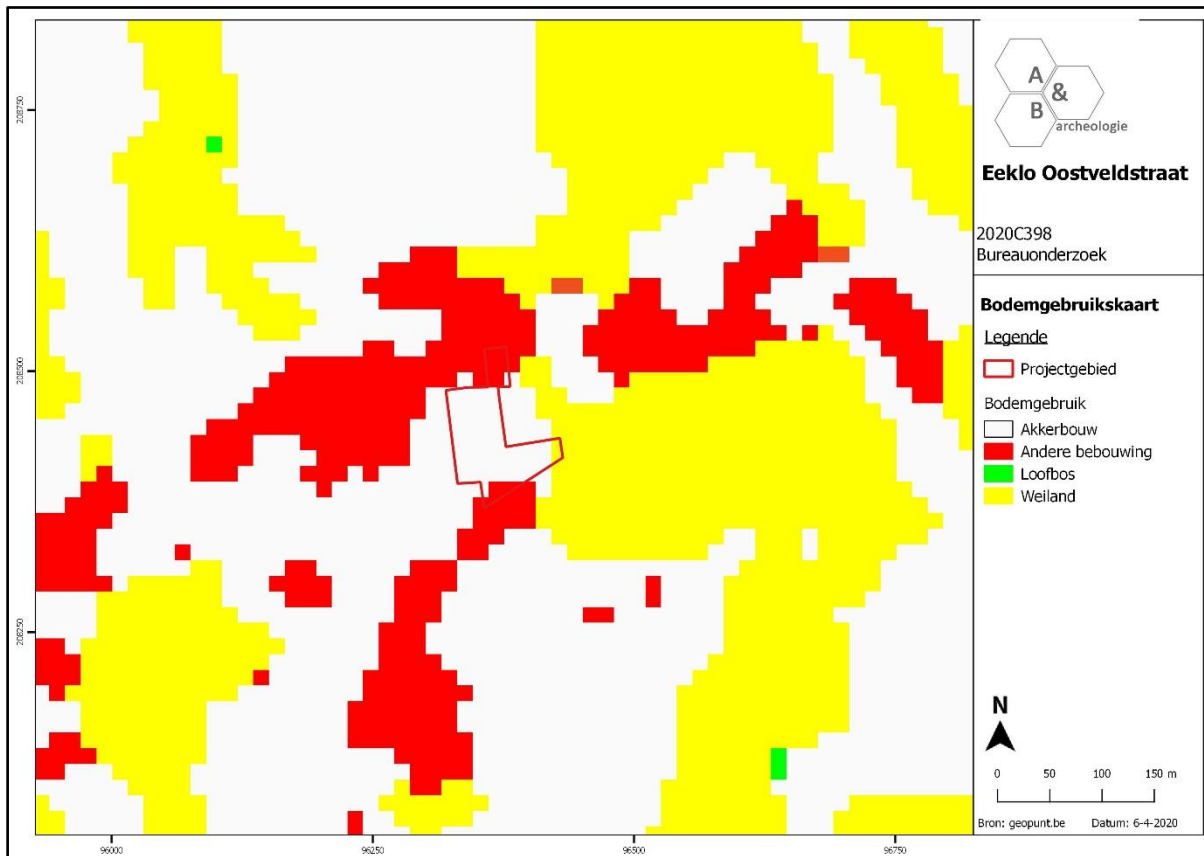 A
&
B
archeologie
Eeklo Oostveldstraat
2020C398
Bureauonderzoek
Bodemgebruikskaart
Legende
Projectgebied
Bodemgebruik
Akkerbouw
Andere bebouwing
Loofbos
Weiland
N
0 50 100 150 m
Bron: geopunt.be Datum: 6-4-2020
208750
208500
208250
96000 96250 96500 96750